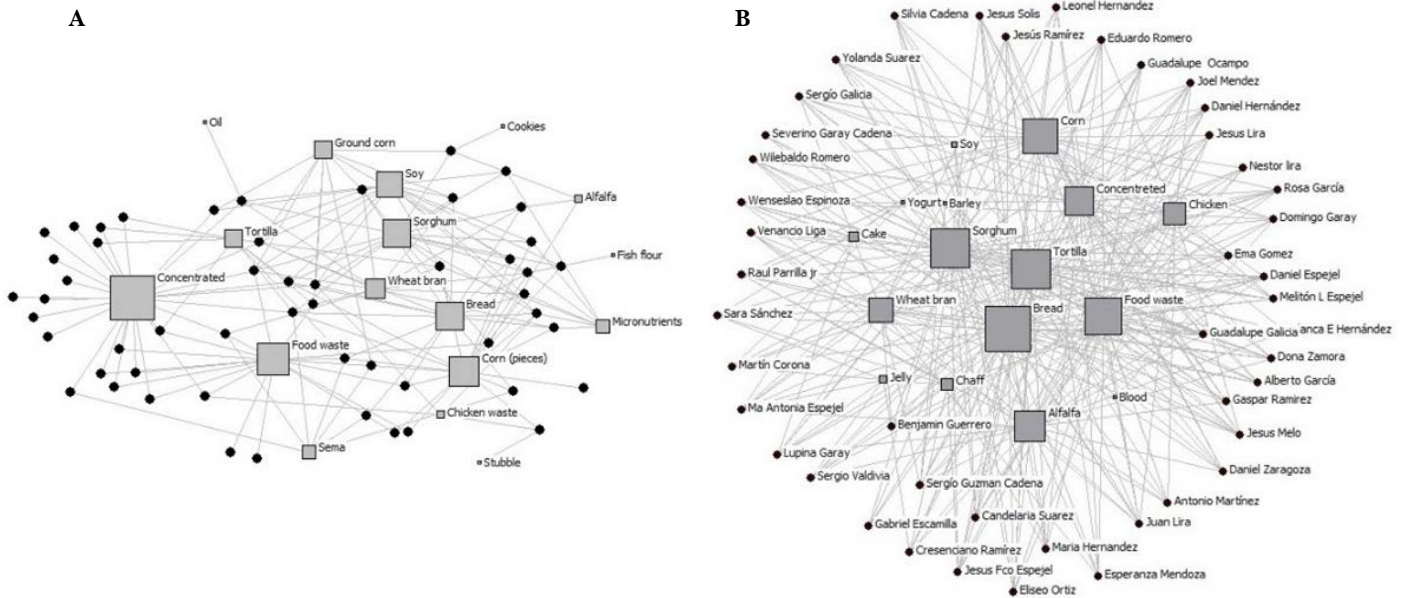 A
Oil
Cookies
Ground corn
Soy
Alfalfa
Sorghum
Tortilla
Fish flour
Concentrated
Wheat bran
Bread
Micronutrients
Food waste
Corn (pieces)
Chicken waste
Sema
Stubble
B
Leonel Hernandez
Silvia Cadena
Jesus Solis
Jesús Ramírez
Eduardo Romero
Yolanda Suarez
Guadalupe Ocampo
Joel Mendez
Sergío Galicia
Daniel Hernández
Corn
Severino Garay Cadena
Jesus Lira
Soy
Wilebaldo Romero
Nestor lira
Concentreted
Rosa García
Wenseslao Espinoza
Yogurt
Barley
Chicken
Domingo Garay
Venancio Liga
Cake
Sorghum
Tortilla
Ema Gomez
Raul Parrilla jr
Daniel Espejel
Wheat bran
Food waste
Melitón L Espejel
Sara Sánchez
Bread
Guadalupe Galicia
anca E Hernández
Dona Zamora
Martín Corona
Jelly
Chaff
Alberto García
Blood
Gaspar Ramirez
Ma Antonia Espejel
Alfalfa
Benjamin Guerrero
Jesus Melo
Lupina Garay
Daniel Zaragoza
Sergio Valdivia
Sergío Guzman Cadena
Antonio Martínez
Candelaria Suarez
Juan Lira
Gabriel Escamilla
Cresenciano Ramírez
Maria Hernandez
Jesus Fco Espejel
Esperanza Mendoza
Eliseo Ortiz